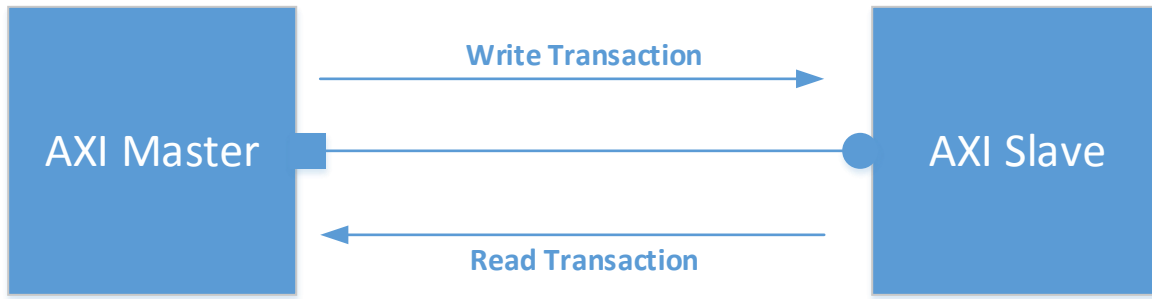 Write Transaction
AXI Master
AXI Slave
Read Transaction